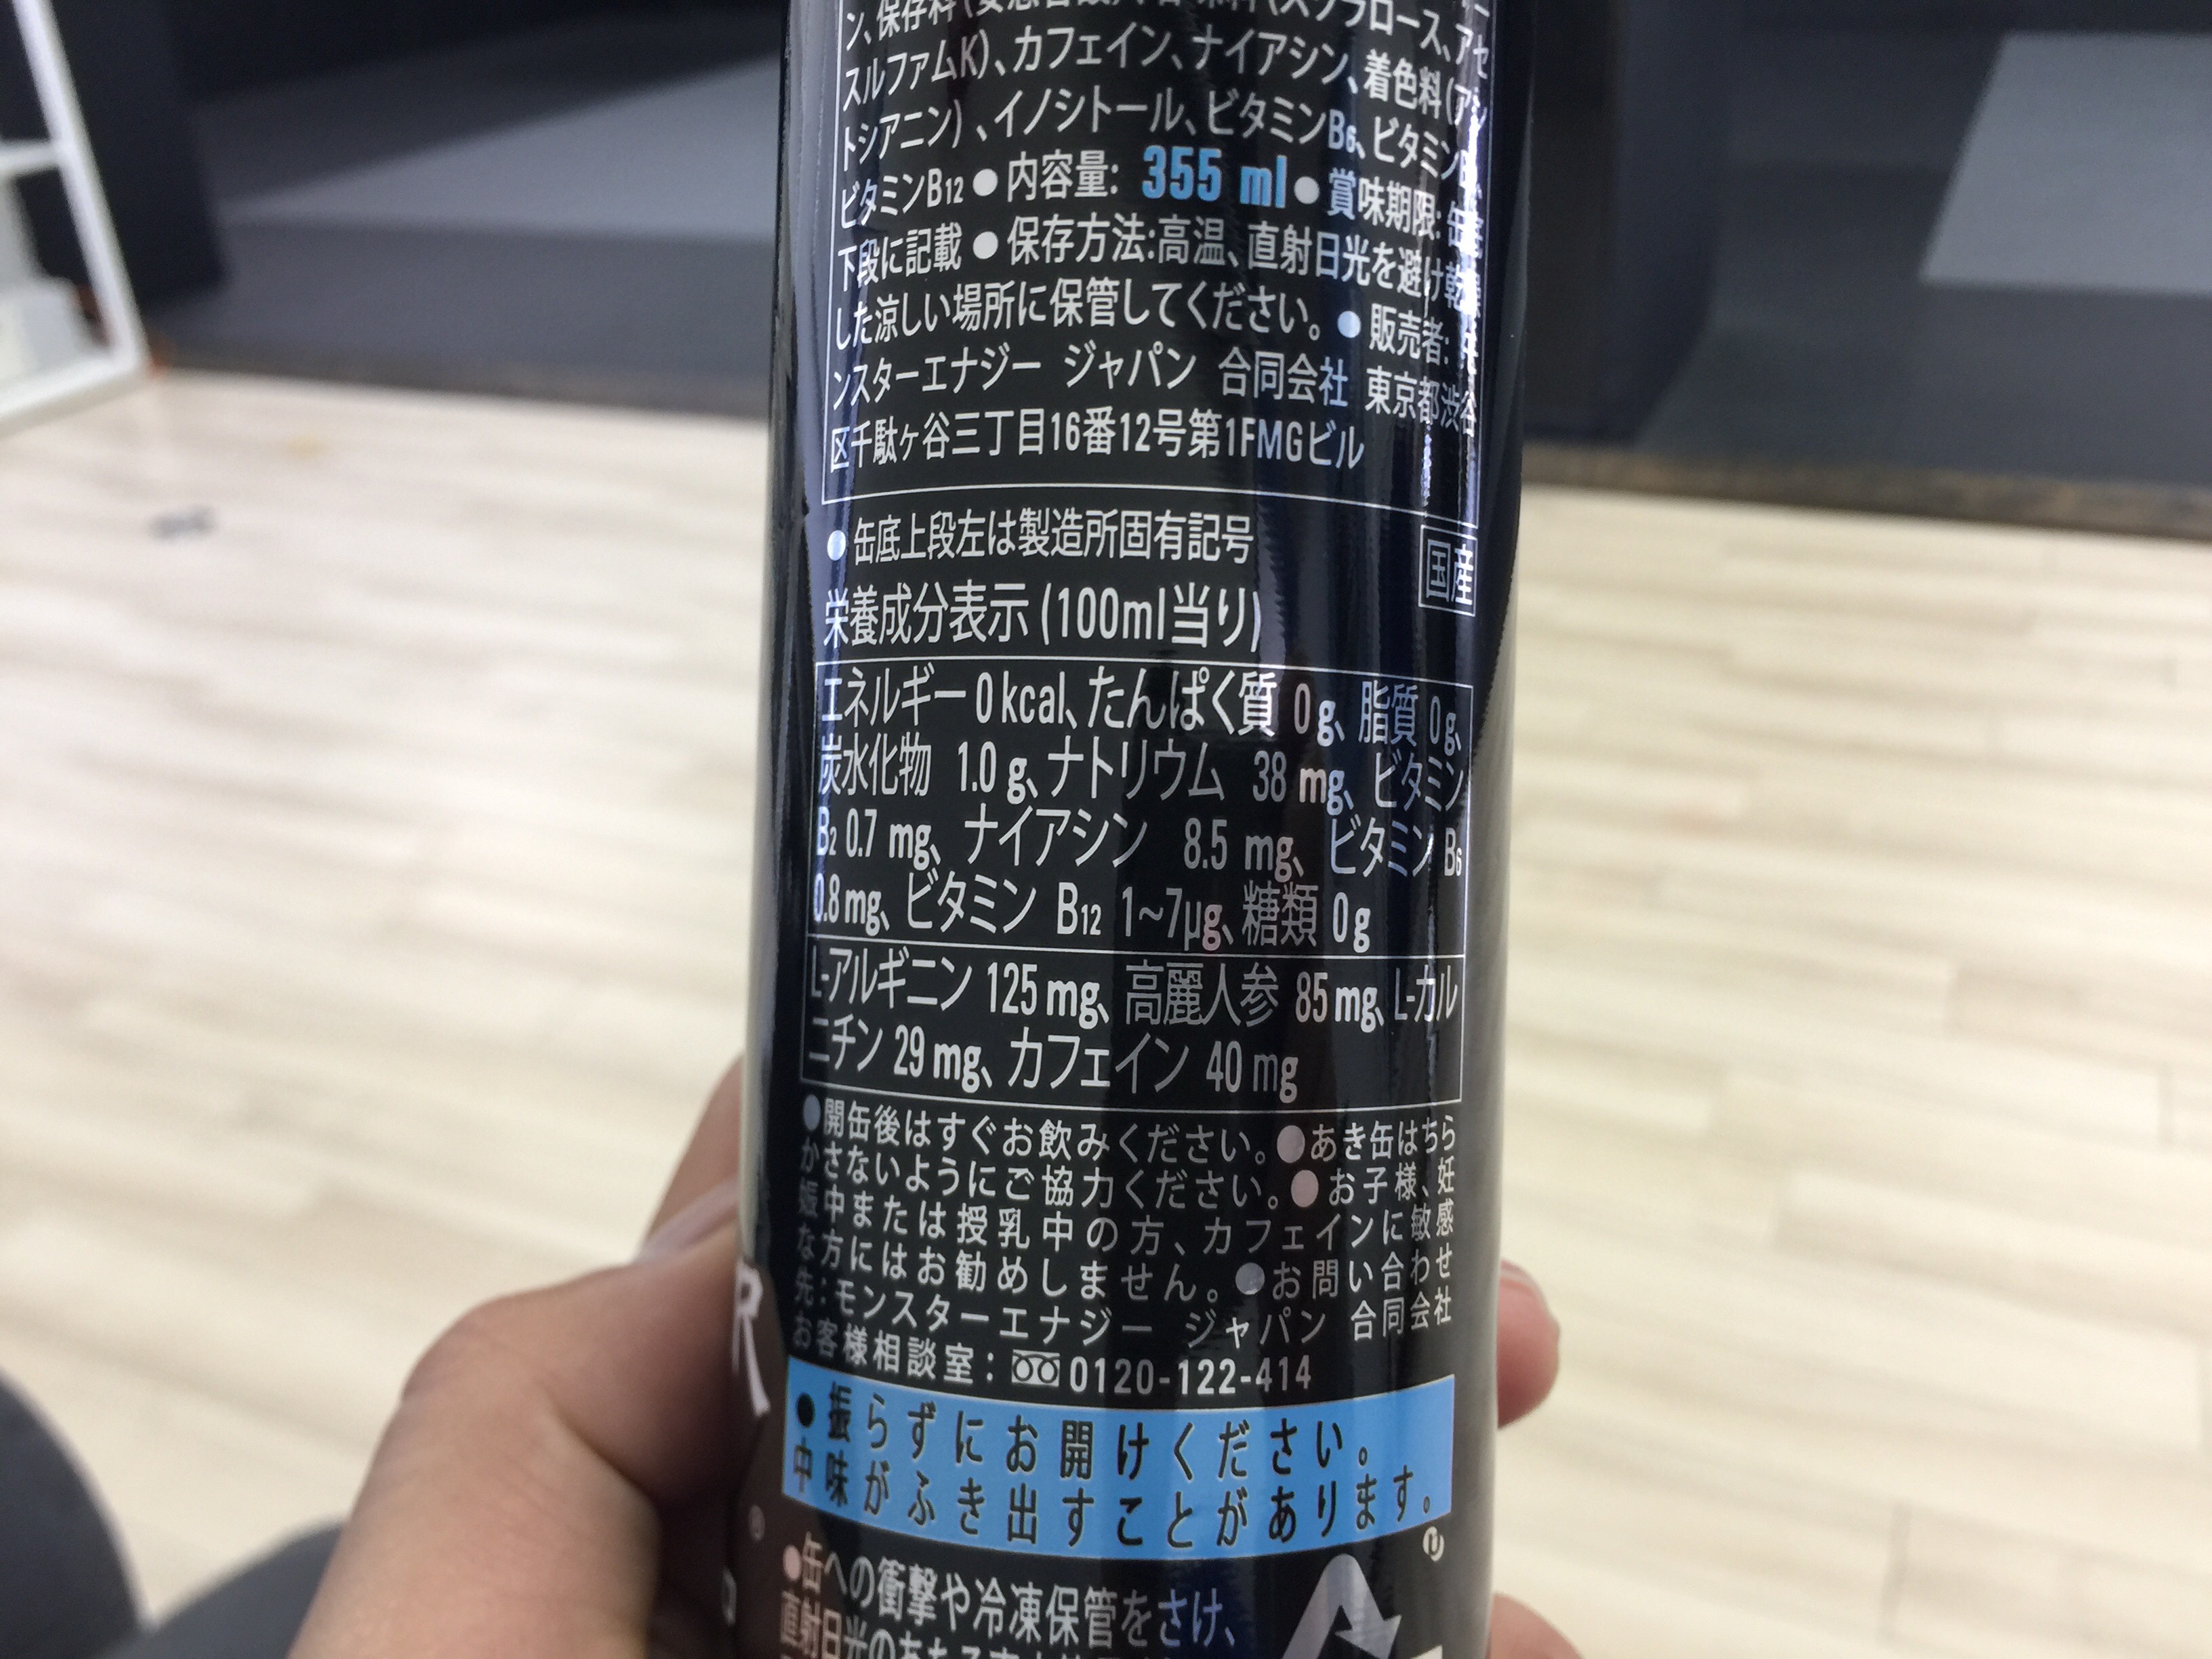 ン、保存料(安息香酸)、甘味料(スクラロース、アセ
スルファムK)、カフェイン、ナイアシン、着色料(アン
トシアニン)、イノシトール、ビタミンB6、ビタミン
ビタミンB12 ●内容量: 355 ml ●賞味期限:缶底
下段に記載 ●保存方法:高温、直射日光を避け乾燥
した涼しい場所に保管してください。●販売者:モ
ンスターエナジー ジャパン 合同会社 東京都渋谷
区千駄ヶ谷三丁目16番12号第1FMGビル
●缶底上段左は製造所固有記号
国産
栄養成分表示(100ml当り)
エネルギー 0 kcal、たんぱく質 0 g、脂質 0 g、
炭水化物 1.0 g、ナトリウム 38 mg、ビタミン
B2 0.7 mg、ナイアシン 8.5 mg、ビタミン B6
0.8 mg、ビタミン B12 1~7μg、糖類 0 g
L-アルギニン 125 mg、高麗人参 85 mg、L-カル
ニチン 29 mg、カフェイン 40 mg
●開缶後はすぐお飲みください。●あき缶はちら
かさないようにご協力ください。●お子様、妊
娠中または授乳中の方、カフェインに敏感
な方にはお勧めしません。●お問い合わせ
先:モンスターエナジー ジャパン 合同会社
お客様相談室:0120-122-414
●振らずにお開けください。
中味がふき出すことがあります。
●缶への衝撃や冷凍保管をさけ、
直射日光のあたる